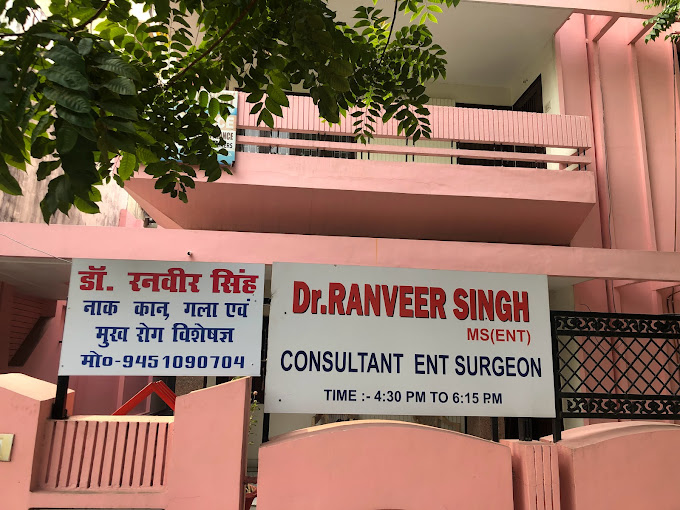 डॉ. रनवीर सिंह
नाक कान, गला एवं
मुख रोग विशेषज्ञ
मो०-9451090704
Dr.RANVEER SINGH
MS(ENT)
CONSULTANT ENT SURGEON
TIME :- 4:30 PM TO 6:15 PM